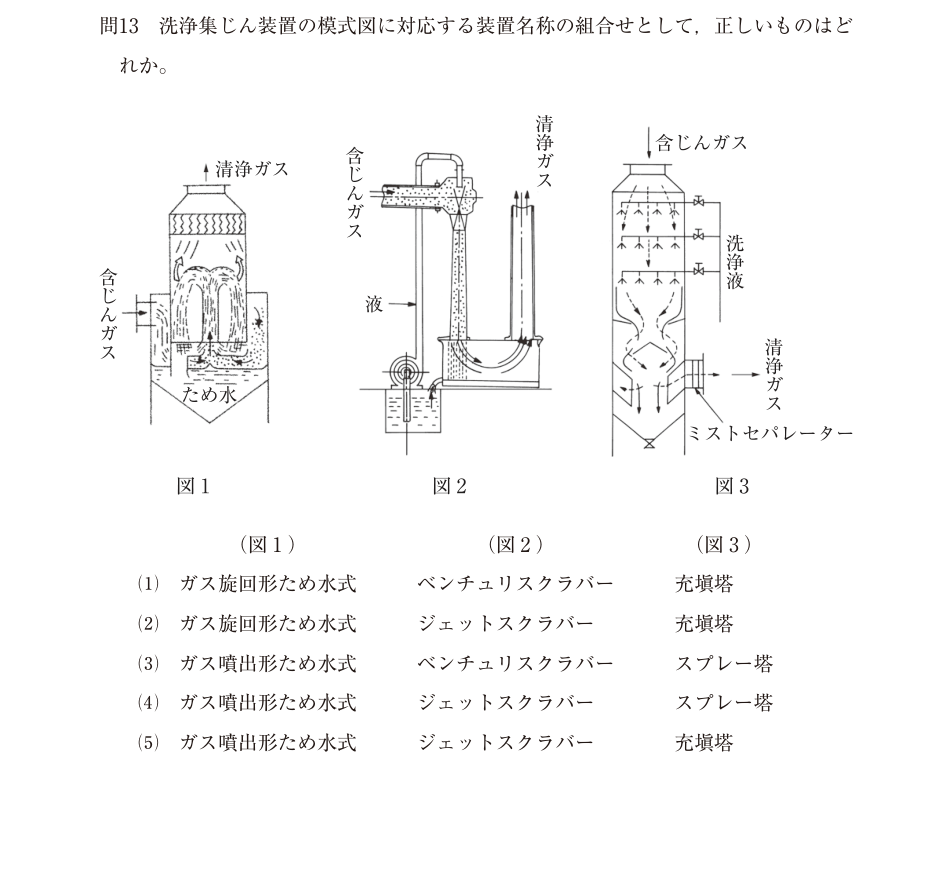 問13　洗浄集じん装置の模式図に対応する装置名称の組合せとして，正しいものはど
れか。
清浄ガス
含じんガス
ため水
図1
含じんガス
清浄ガス
液
図2
含じんガス
洗浄液
清浄ガス
ミストセパレーター
図3
（図1）　（図2）　（図3）
⑴　ガス旋回形ため水式　ベンチュリスクラバー　充塡塔
⑵　ガス旋回形ため水式　ジェットスクラバー　充塡塔
⑶　ガス噴出形ため水式　ベンチュリスクラバー　スプレー塔
⑷　ガス噴出形ため水式　ジェットスクラバー　スプレー塔
⑸　ガス噴出形ため水式　ジェットスクラバー　充塡塔